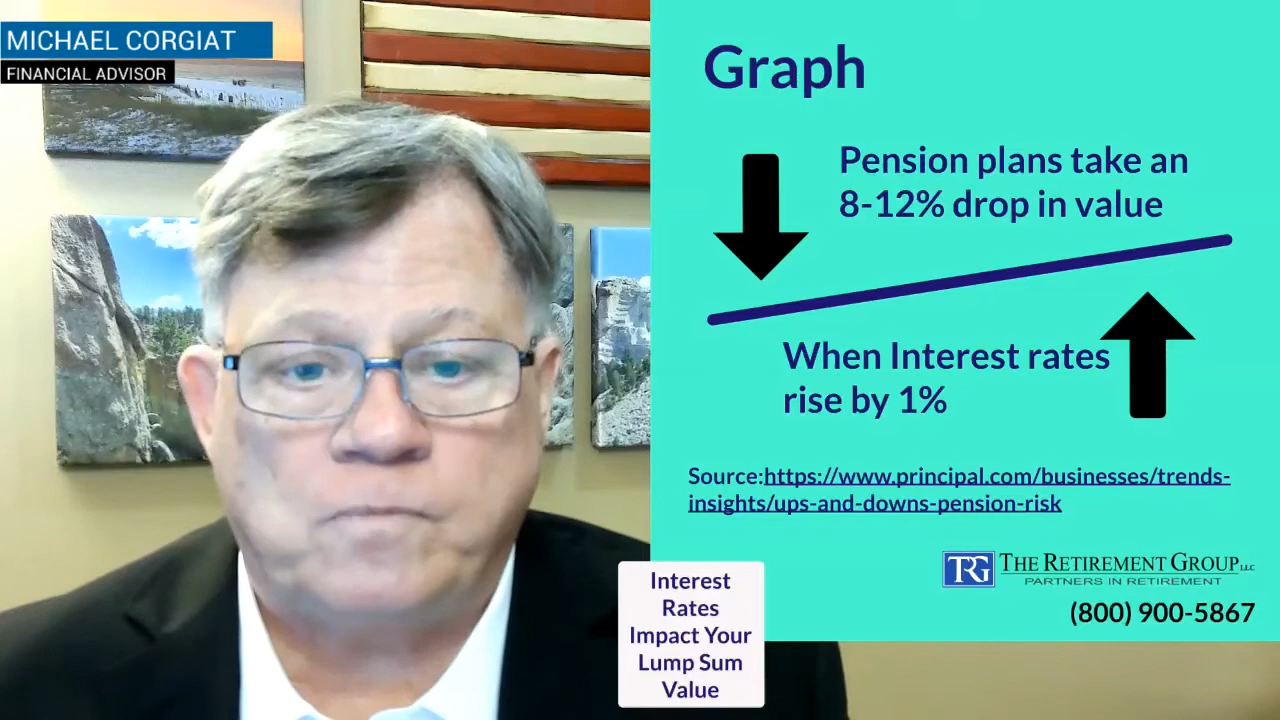 MICHAEL CORGIAT
FINANCIAL ADVISOR
Graph
Pension plans take an
8-12% drop in value
When Interest rates
rise by 1%
Source:https://www.principal.com/businesses/trends-
insights/ups-and-downs-pension-risk
TRG THE RETIREMENT GROUP LLC
PARTNERS IN RETIREMENT
(800) 900-5867
Interest
Rates
Impact Your
Lump Sum
Value